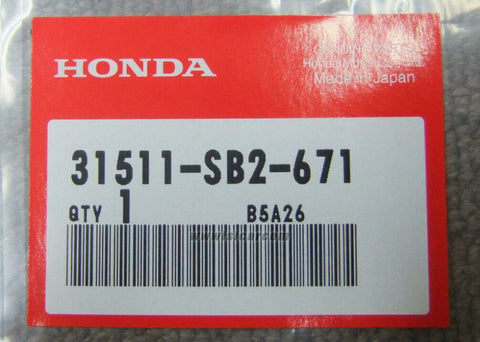 HONDA
GENUINE PARTS
Honda Motor Co., Ltd.
Made in Japan
31511-SB2-671
QTY 1 B5A26